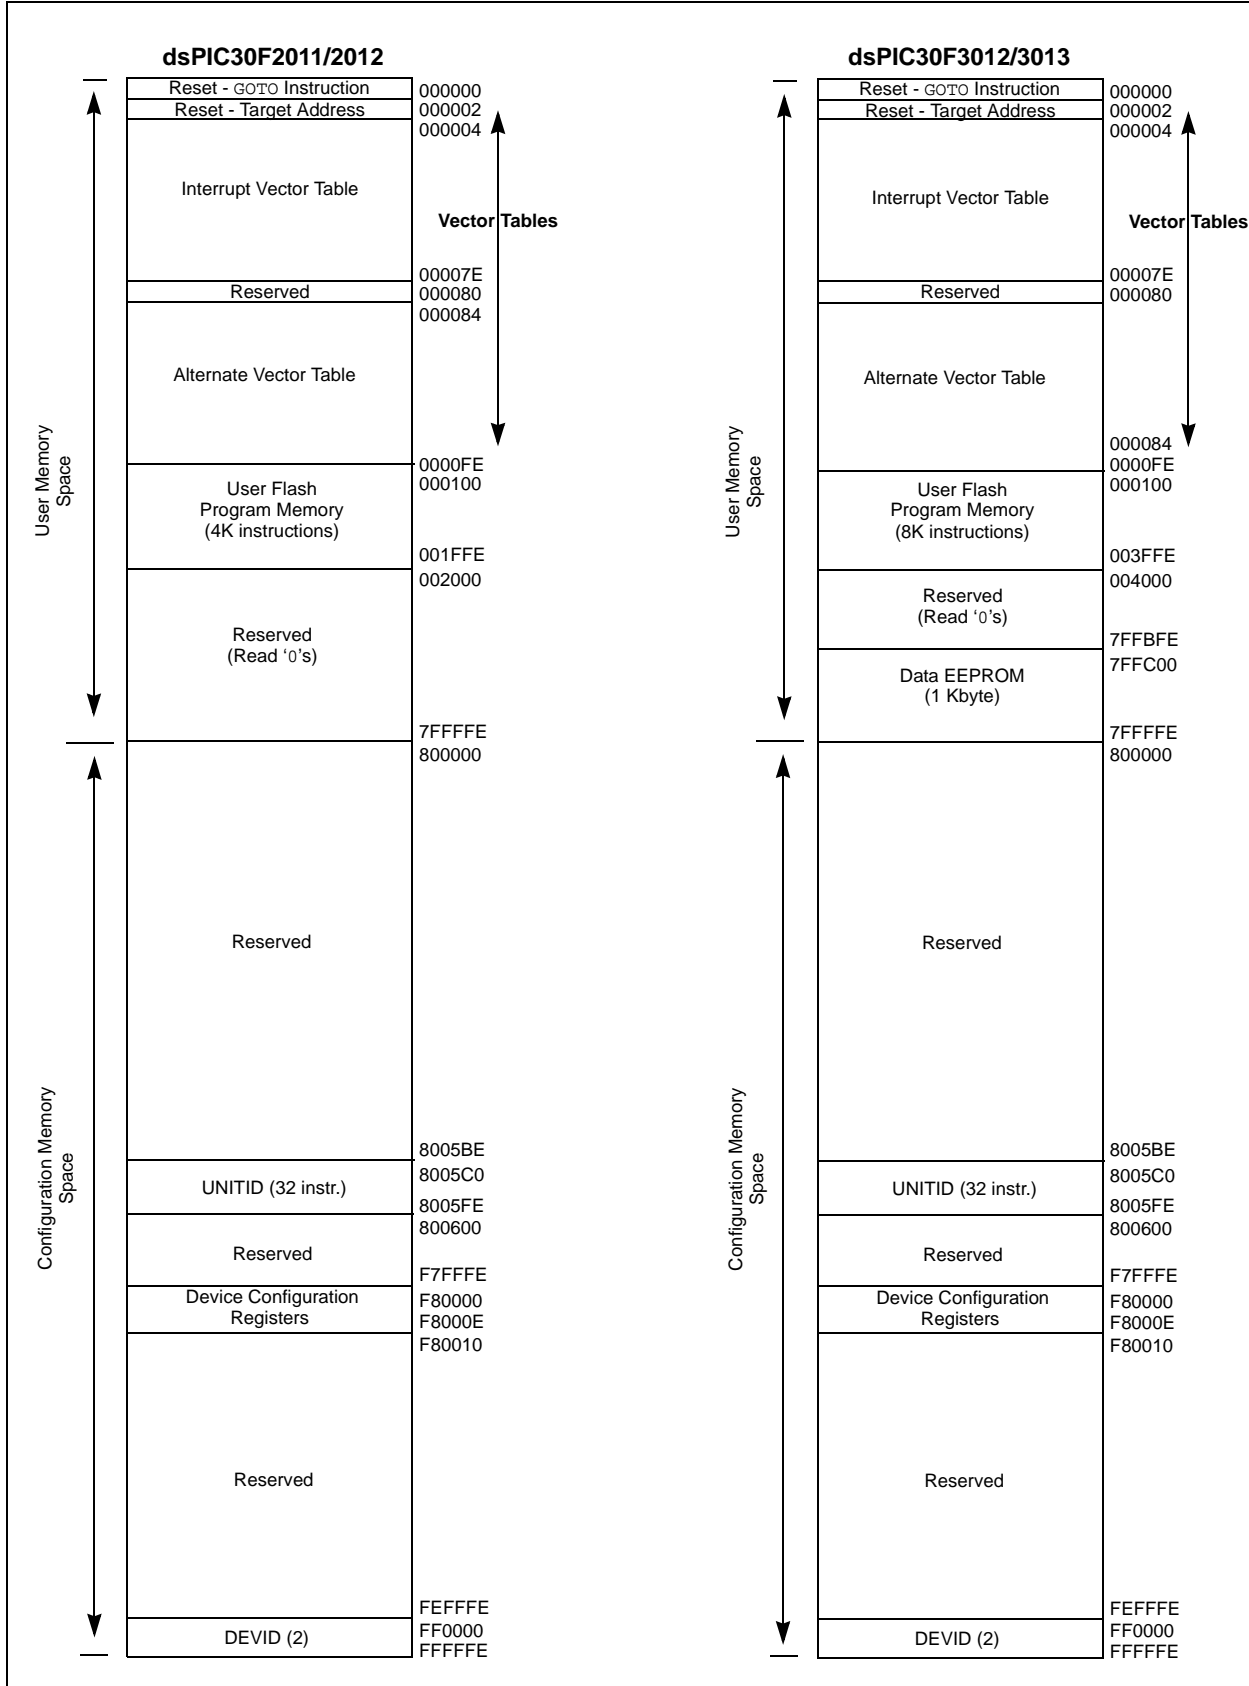 dsPIC30F2011/2012
Reset - GOTO Instruction
000000
Reset - Target Address
000002
000004
Interrupt Vector Table
Vector Tables
00007E
Reserved
000080
000084
Alternate Vector Table
User Memory
Space
0000FE
000100
User Flash
Program Memory
(4K instructions)
001FFE
002000
Reserved
(Read ‘0’s)
7FFFFE
800000
Reserved
Configuration Memory
Space
8005BE
8005C0
UNITID (32 instr.)
8005FE
800600
Reserved
F7FFFE
Device Configuration
Registers
F80000
F8000E
F80010
Reserved
FEFFFE
DEVID (2)
FF0000
FFFFFE
dsPIC30F3012/3013
Reset - GOTO Instruction
000000
Reset - Target Address
000002
000004
Interrupt Vector Table
Vector Tables
00007E
Reserved
000080
Alternate Vector Table
User Memory
Space
000084
0000FE
000100
User Flash
Program Memory
(8K instructions)
003FFE
004000
Reserved
(Read ‘0’s)
7FFBFE
7FFC00
Data EEPROM
(1 Kbyte)
7FFFFE
800000
Reserved
Configuration Memory
Space
8005BE
8005C0
UNITID (32 instr.)
8005FE
800600
Reserved
F7FFFE
Device Configuration
Registers
F80000
F8000E
F80010
Reserved
FEFFFE
DEVID (2)
FF0000
FFFFFE